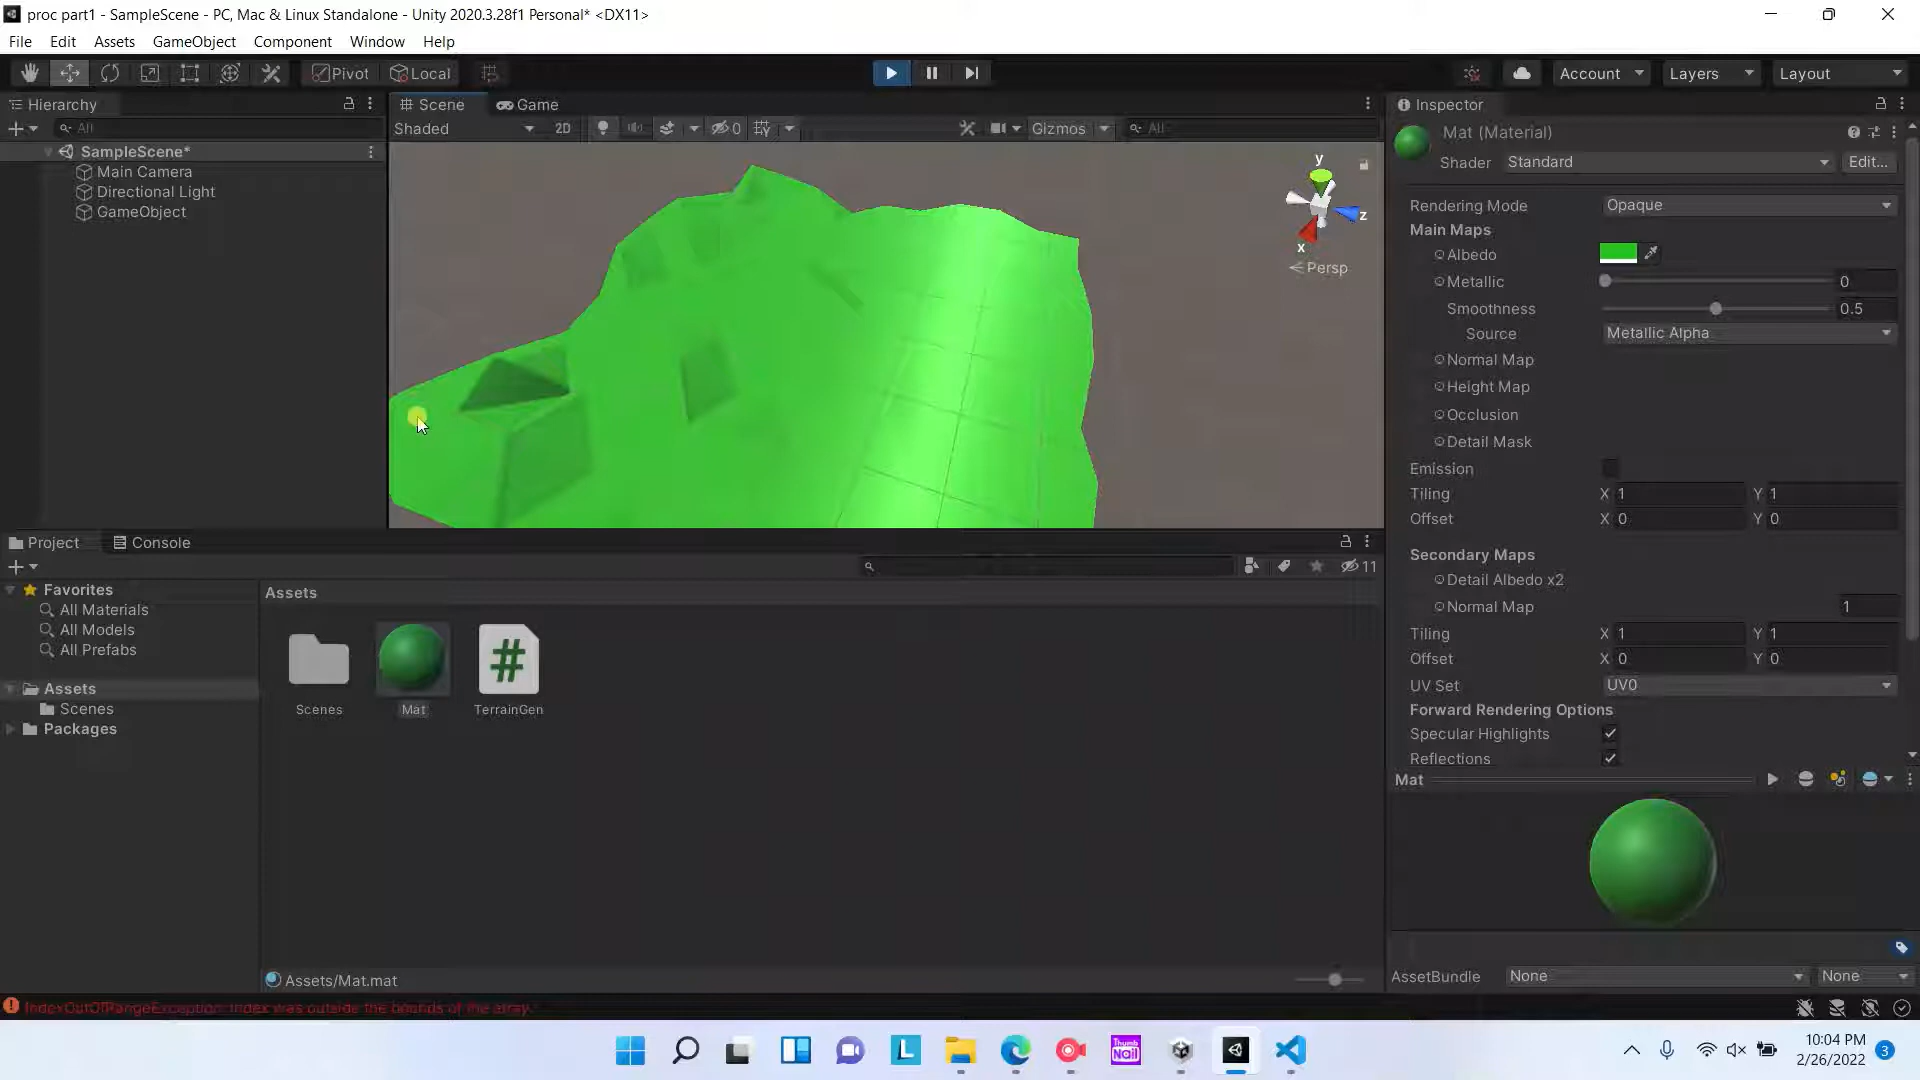 proc part1 - SampleScene - PC, Mac & Linux Standalone - Unity 2020.3.28f1 Personal* <DX11>
File Edit Assets GameObject Component Window Help
Pivot Local Account Layers Layout
Hierarchy
All
SampleScene*
Main Camera
Directional Light
GameObject
Scene Game
Shaded 2D 0 Gizmos All
y
z
x
Persp
Inspector
Mat (Material)
Shader Standard Edit...
Rendering Mode Opaque
Main Maps
Albedo
Metallic 0
Smoothness 0.5
Source Metallic Alpha
Normal Map
Height Map
Occlusion
Detail Mask
Emission
Tiling X 1 Y 1
Offset X 0 Y 0
Secondary Maps
Detail Albedo x2
Normal Map 1
Tiling X 1 Y 1
Offset X 0 Y 0
UV Set UV0
Forward Rendering Options
Specular Highlights
Reflections
Mat
AssetBundle None None
Project Console
11
Favorites
All Materials
All Models
All Prefabs
Assets
Scenes
Packages
Assets
Scenes Mat TerrainGen
Assets/Mat.mat
IndexOutOfRangeException: Index was outside the bounds of the array.
L
Thumb
Nail
10:04 PM
2/26/2022
3